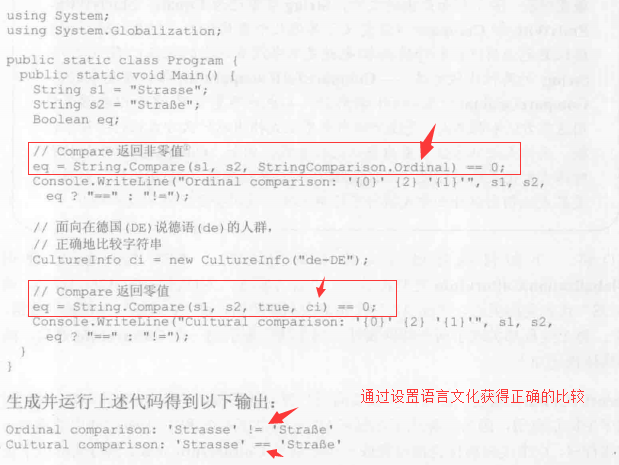 using System;
using System.Globalization;
public static class Program {
public static void Main() {
String s1 = "Strasse";
String s2 = "Straße";
Boolean eq;
// Compare 返回非零值①
eq = String.Compare(s1, s2, StringComparison.Ordinal) == 0;
Console.WriteLine("Ordinal comparison: '{0}' {2} '{1}'", s1, s2,
eq ? "==" : "!=");
// 面向在德国(DE)说德语(de)的人群，
// 正确地比较字符串
CultureInfo ci = new CultureInfo("de-DE");
// Compare 返回零值
eq = String.Compare(s1, s2, true, ci) == 0;
Console.WriteLine("Cultural comparison: '{0}' {2} '{1}'", s1, s2,
eq ? "==" : "!=");
}
}
生成并运行上述代码得到以下输出：
通过设置语言文化获得正确的比较
Ordinal comparison: 'Strasse' != 'Straße'
Cultural comparison: 'Strasse' == 'Straße'